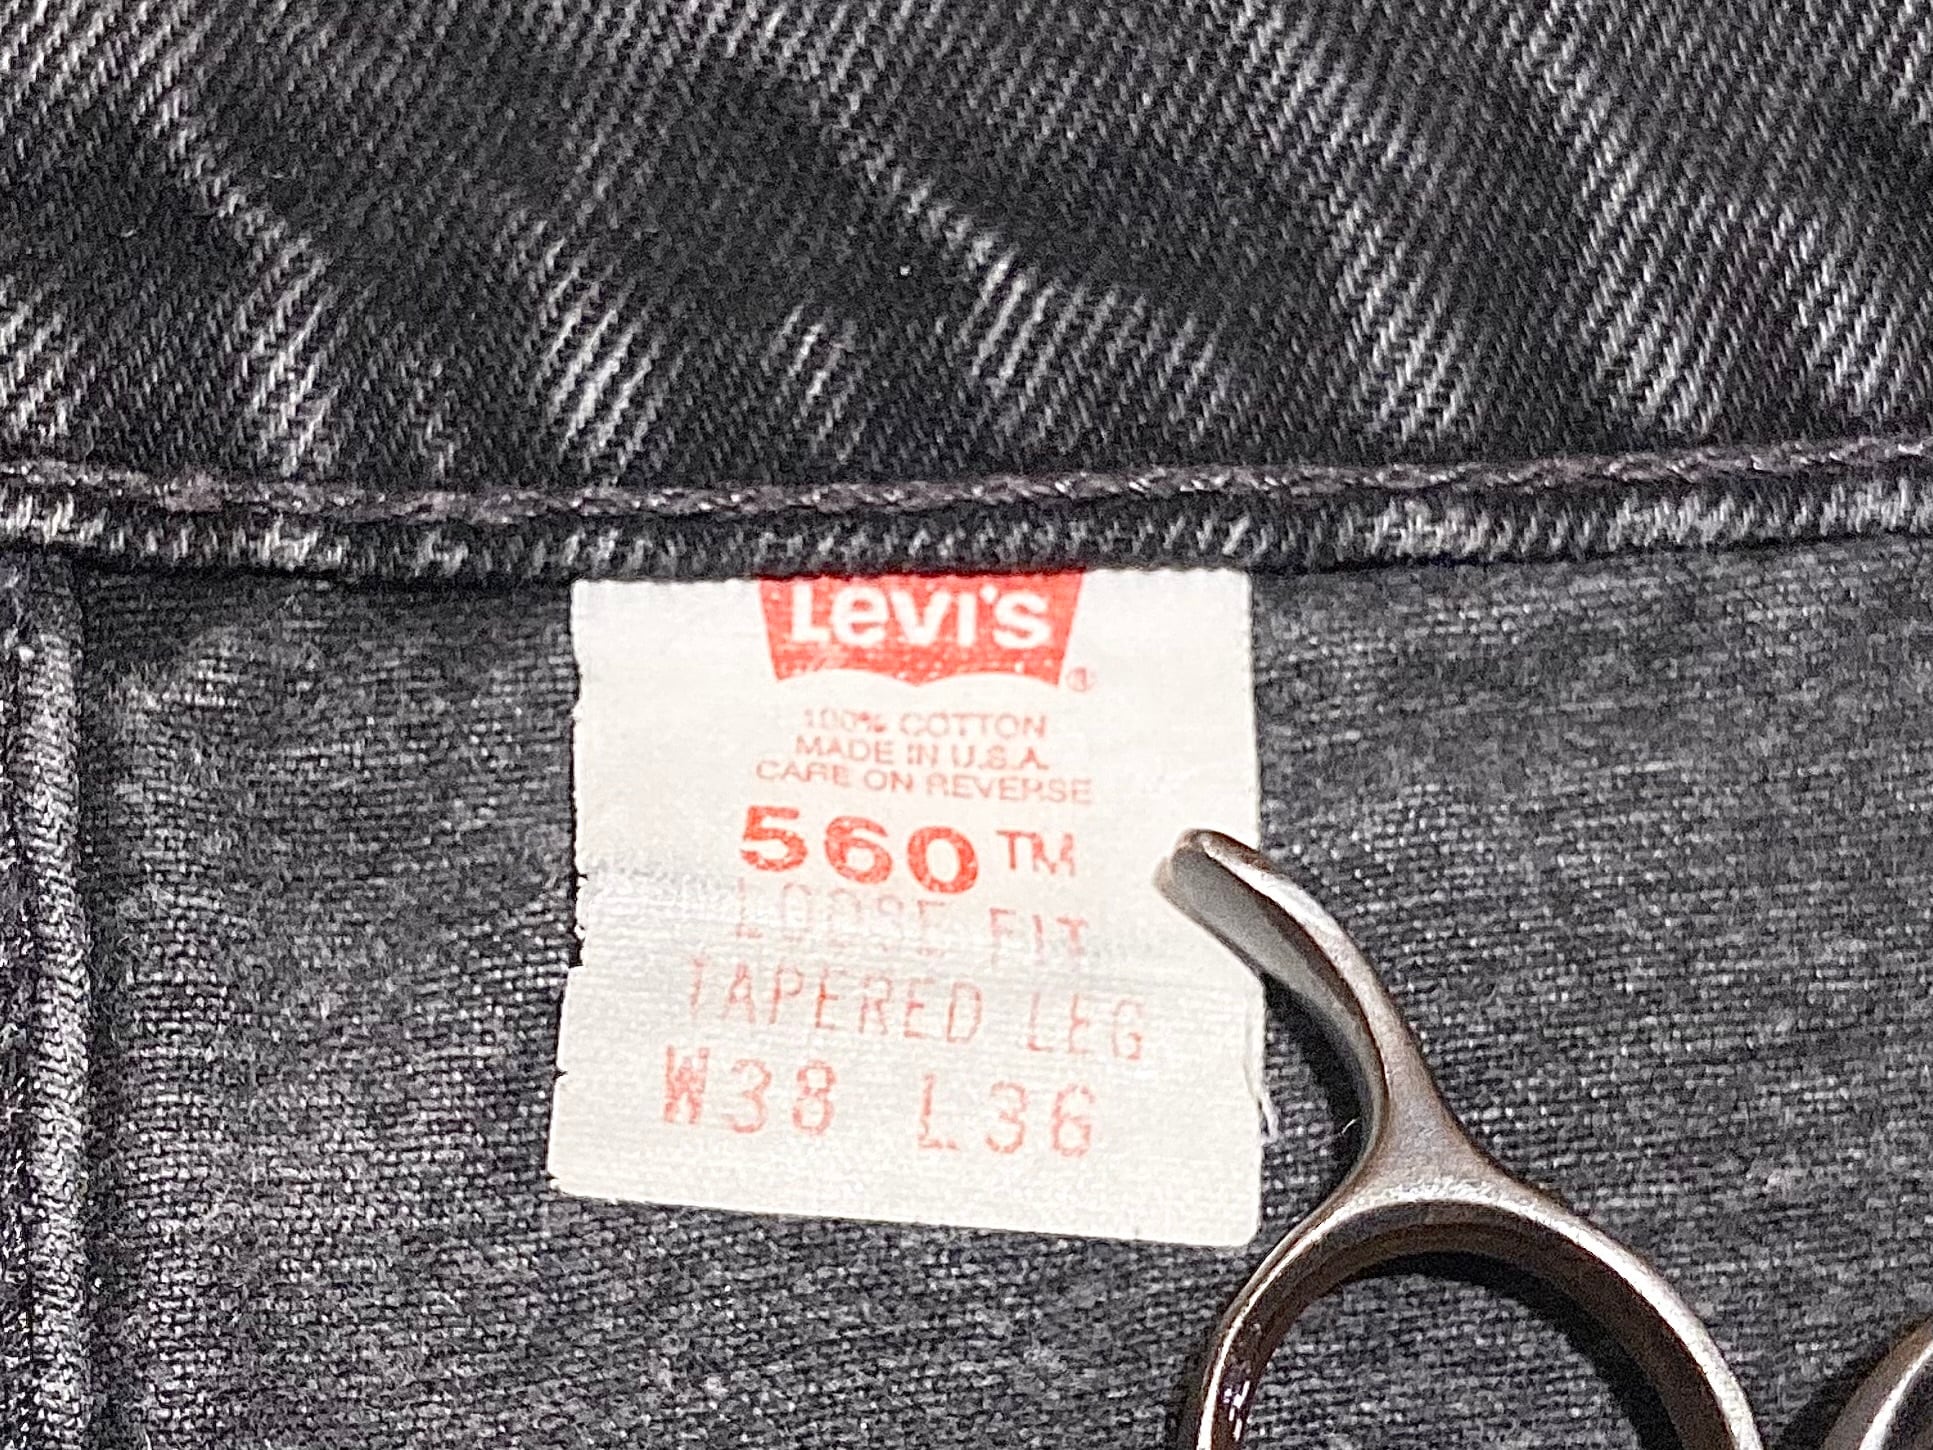 Levi's®
100% COTTON
MADE IN U.S.A.
CARE ON REVERSE
560™
LOOSE FIT
TAPERED LEG
W38 L36